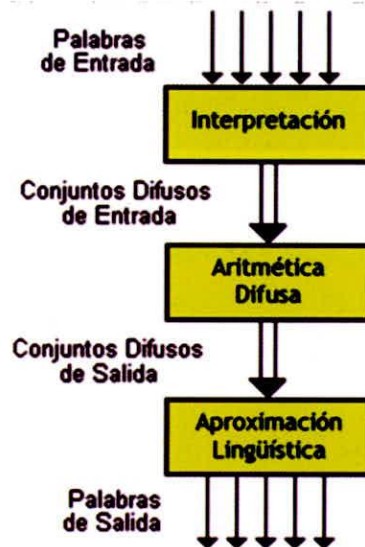 Palabras
de Entrada
Interpretación
Conjuntos Difusos
de Entrada
Aritmética
Difusa
Conjuntos Difusos
de Salida
Aproximación
Lingüística
Palabras
de Salida